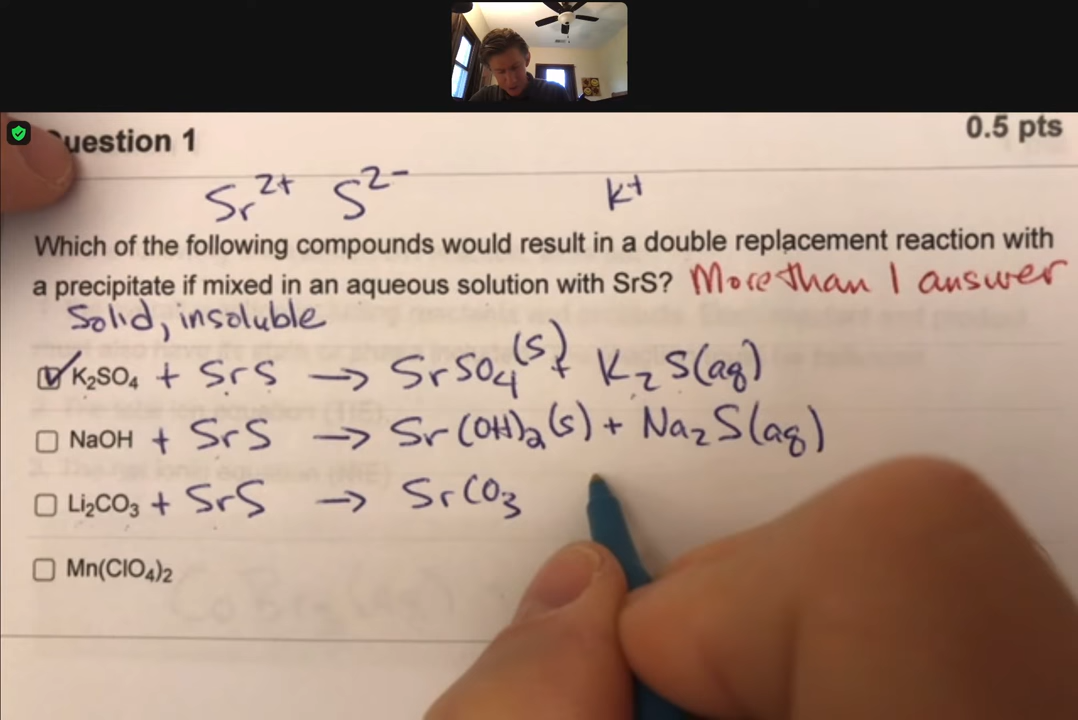 Question 1
0.5 pts
Sr²⁺ S²⁻ K⁺
Which of the following compounds would result in a double replacement reaction with
a precipitate if mixed in an aqueous solution with SrS? More than 1 answer
Solid, insoluble
K₂SO₄ + SrS → SrSO₄(s) + K₂S(aq)
NaOH + SrS → Sr(OH)₂(s) + Na₂S(aq)
Li₂CO₃ + SrS → SrCO₃
Mn(ClO₄)₂